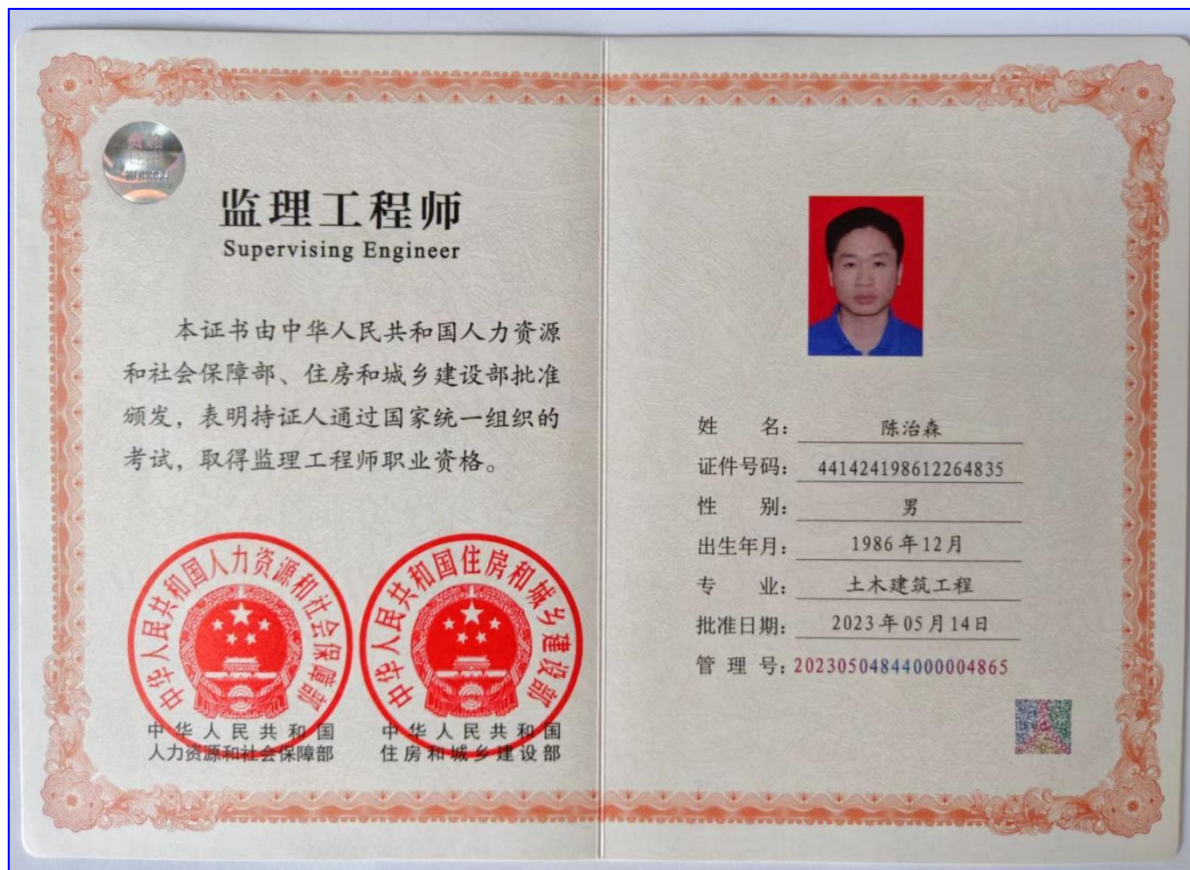 监理工程师
Supervising Engineer
本证书由中华人民共和国人力资源
和社会保障部、住房和城乡建设部批准
颁发，表明持证人通过国家统一组织的
考试，取得监理工程师职业资格。
中华人民共和国人力资源和社会保障部
中华人民共和国住房和城乡建设部
中华人民共和国
人力资源和社会保障部
中华人民共和国
住房和城乡建设部
姓名：陈治森
证件号码：441424198612264835
性别：男
出生年月：1986年12月
专业：土木建筑工程
批准日期：2023年05月14日
管理号：20230504844000004865